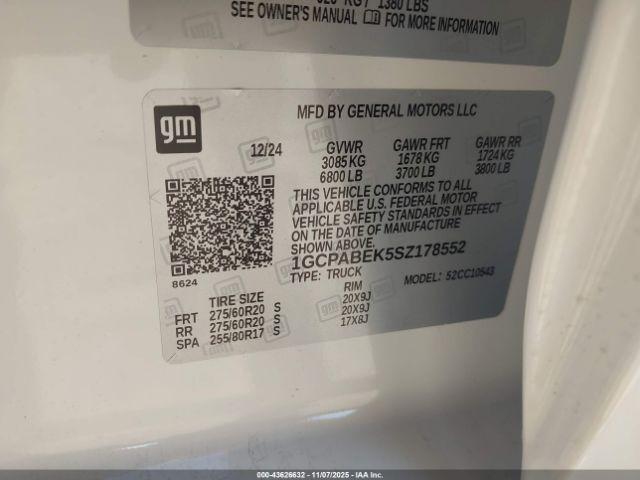 620 KG / 1380 LBS
SEE OWNER'S MANUAL FOR MORE INFORMATION
gm
MFD BY GENERAL MOTORS LLC
12/24 GVWR GAWR FRT GAWR RR
3085 KG 1678 KG 1724 KG
6800 LB 3700 LB 3800 LB
THIS VEHICLE CONFORMS TO ALL
APPLICABLE U.S. FEDERAL MOTOR
VEHICLE SAFETY STANDARDS IN EFFECT
ON THE DATE OF MANUFACTURE
SHOWN ABOVE.
1GCPABEK5SZ178552
8624
TYPE: TRUCK MODEL: 52CC10543
TIRE SIZE RIM
FRT 275/60R20 S 20X9J
RR 275/60R20 S 20X9J
SPA 255/80R17 S 17X8J
000-43626632 - 11/07/2025 - IAA Inc.